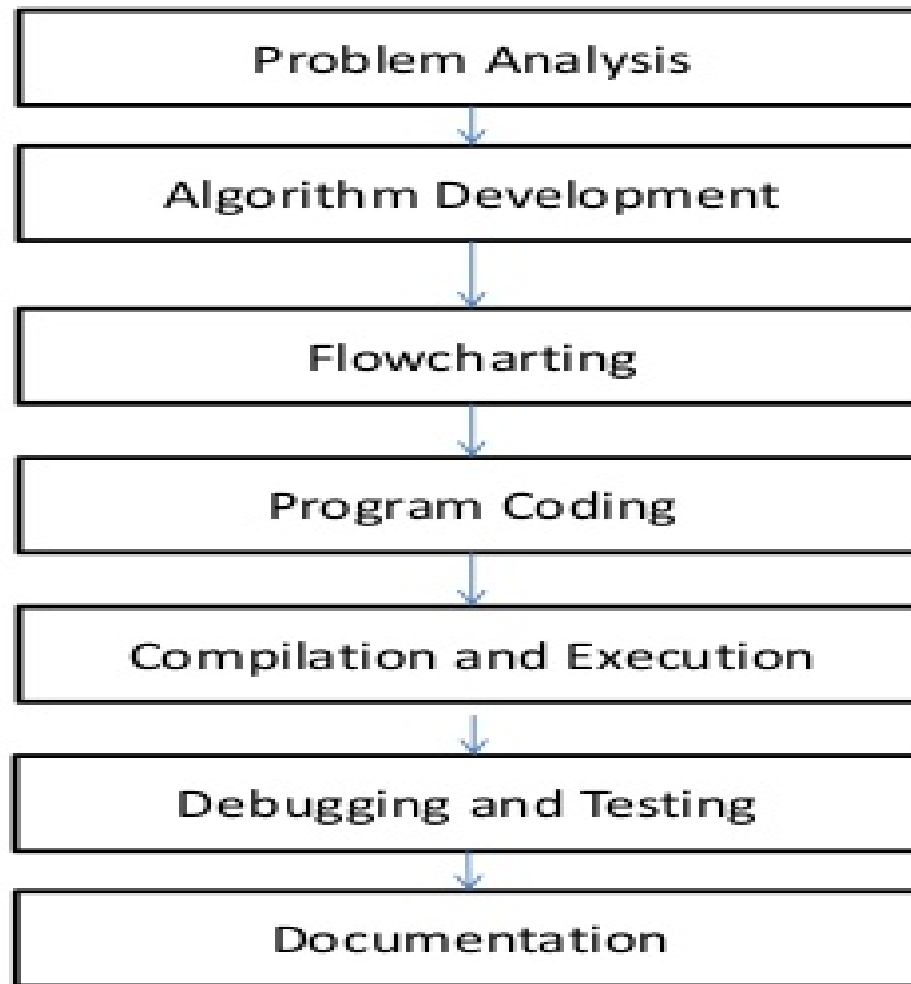 Problem Analysis
Algorithm Development
Flowcharting
Program Coding
Compilation and Execution
Debugging and Testing
Documentation